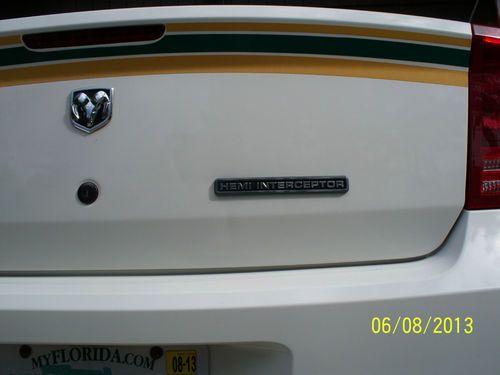 HEMI INTERCEPTOR
06/08/2013
MYFLORIDA.COM
08-13